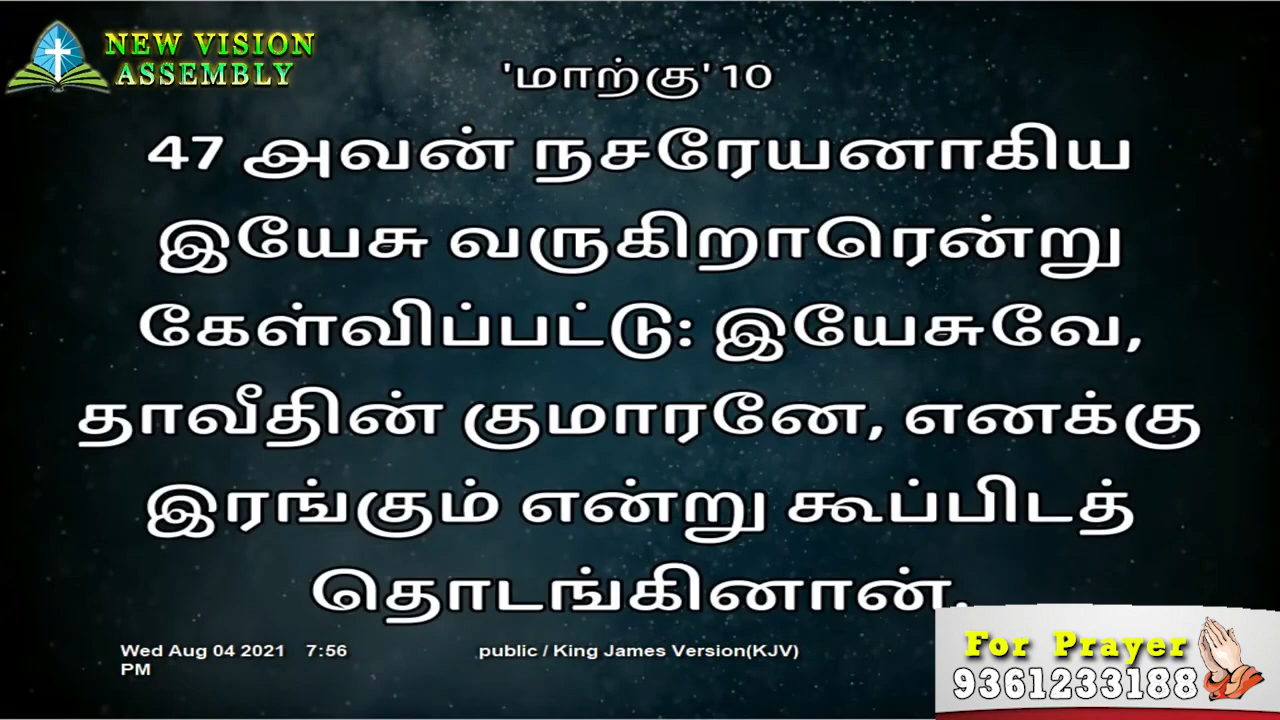 NEW VISION
ASSEMBLY
'மாற்கு' 10
47 அவன் நசரேயனாகிய
இயேசு வருகிறாரென்று
கேள்விப்பட்டு: இயேசுவே,
தாவீதின் குமாரனே, எனக்கு
இரங்கும் என்று கூப்பிடத்
தொடங்கினான்.
Wed Aug 04 2021 7:56
PM
public / King James Version(KJV)
For Prayer
9361233188